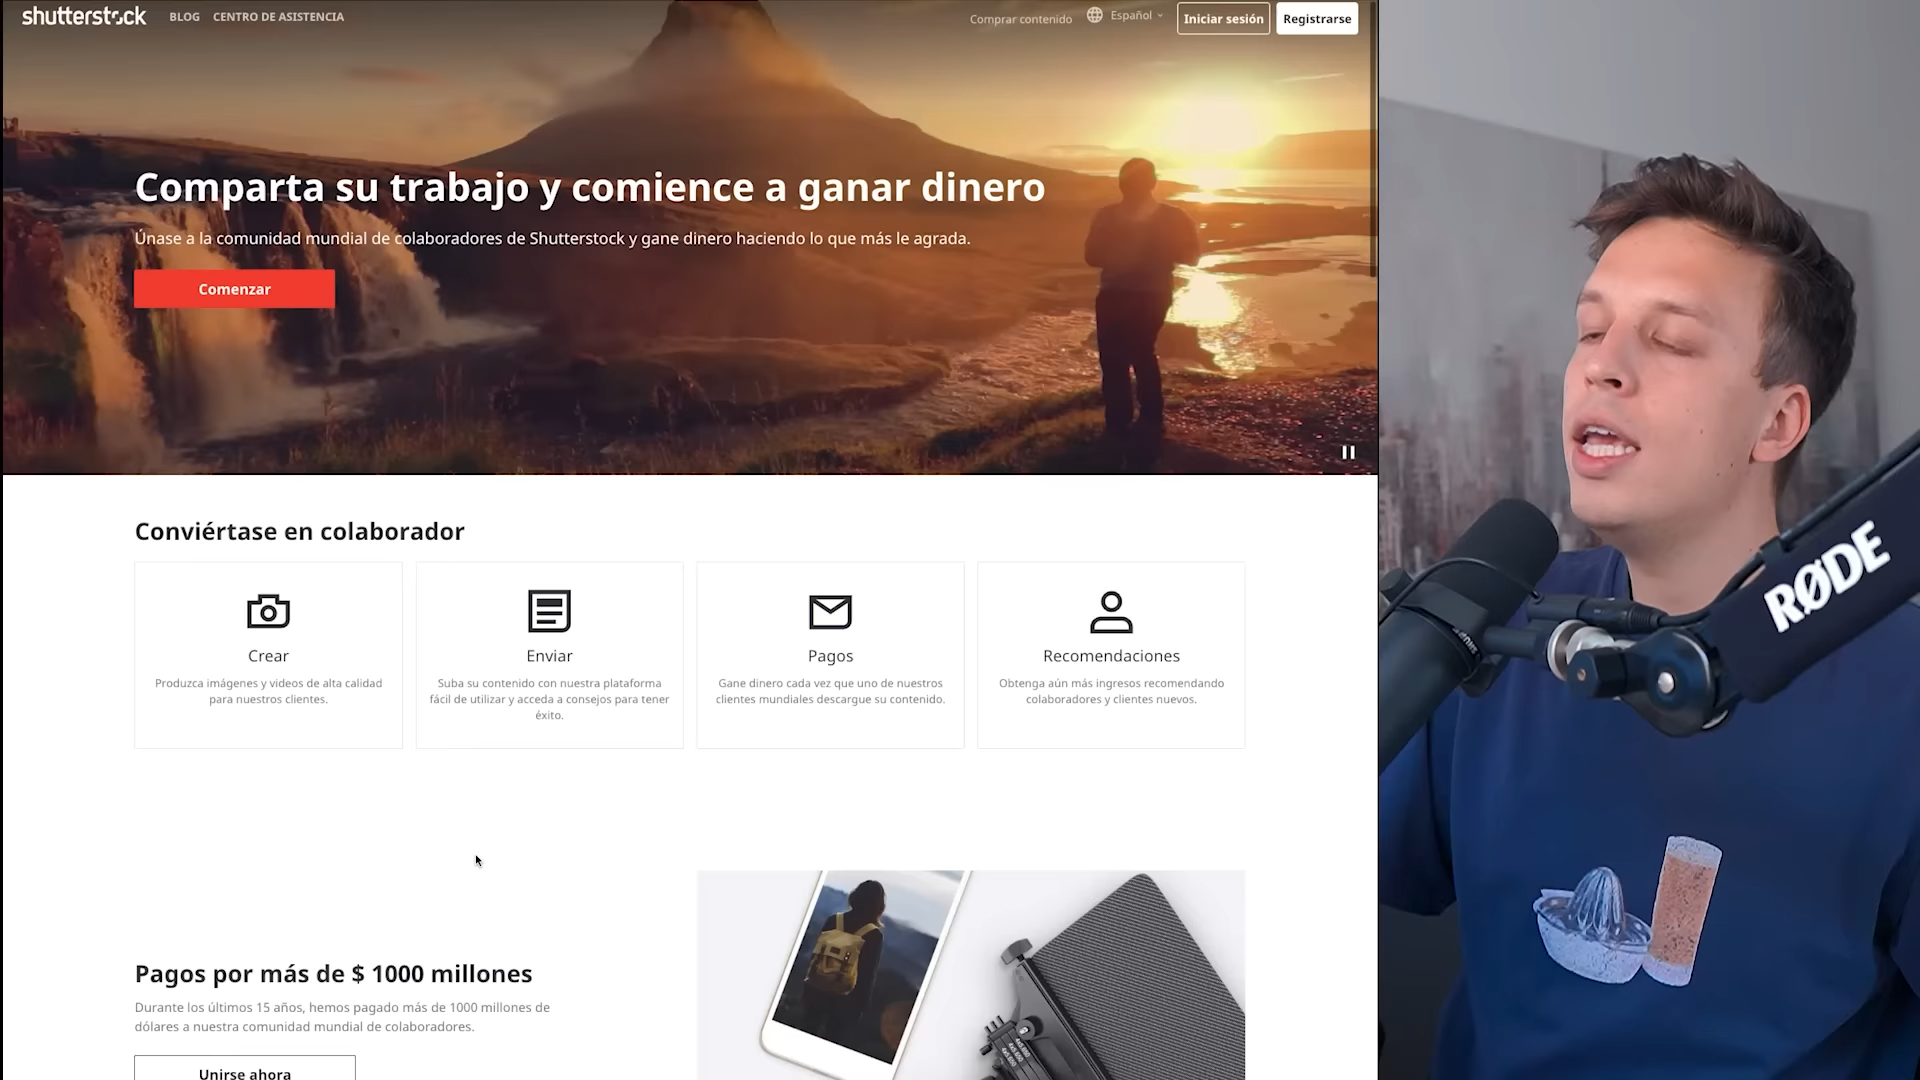 shutterstock BLOG CENTRO DE ASISTENCIA Comprar contenido Español Iniciar sesión Registrarse
Comparta su trabajo y comience a ganar dinero
Únase a la comunidad mundial de colaboradores de Shutterstock y gane dinero haciendo lo que más le agrada.
Comenzar
Conviértase en colaborador
Crear
Produzca imágenes y videos de alta calidad
para nuestros clientes.
Enviar
Suba su contenido con nuestra plataforma
fácil de utilizar y acceda a consejos para tener
éxito.
Pagos
Gane dinero cada vez que uno de nuestros
clientes mundiales descargue su contenido.
Recomendaciones
Obtenga aún más ingresos recomendando
colaboradores y clientes nuevos.
Pagos por más de $ 1000 millones
Durante los últimos 15 años, hemos pagado más de 1000 millones de
dólares a nuestra comunidad mundial de colaboradores.
Unirse ahora
RØDE